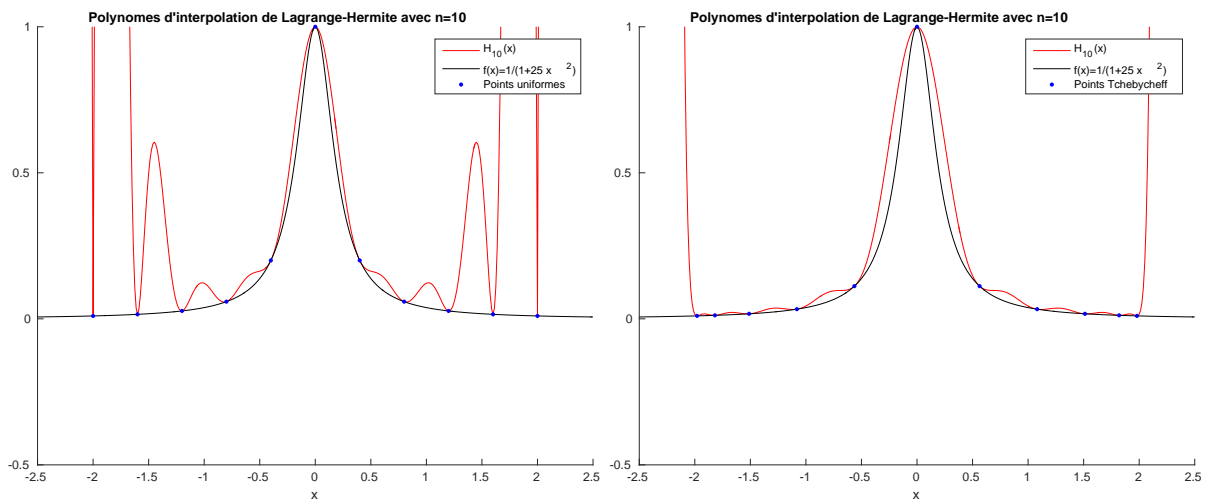 Polynomes d'interpolation de Lagrange-Hermite avec n=10
H10(x)
f(x)=1/(1+25 x 2)
Points uniformes
1
0.5
0
-0.5
-2.5 -2 -1.5 -1 -0.5 0 0.5 1 1.5 2 2.5
x
Polynomes d'interpolation de Lagrange-Hermite avec n=10
H10(x)
f(x)=1/(1+25 x 2)
Points Tchebycheff
1
0.5
0
-0.5
-2.5 -2 -1.5 -1 -0.5 0 0.5 1 1.5 2 2.5
x